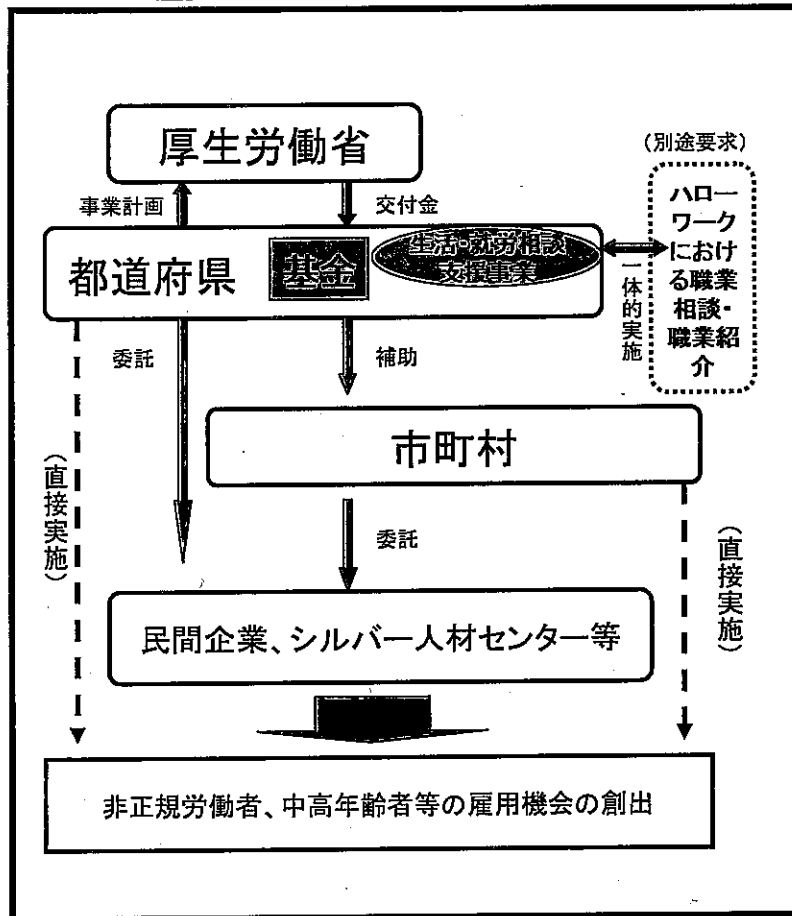 厚生労働省
(別途要求)
事業計画
交付金
都道府県
基金
生活・就労相談
支援事業
一体的実施
ハロー
ワーク
におけ
る職業
相談・
職業紹
介
委託
補助
市町村
(直接実施)
委託
(直接実施)
民間企業、シルバー人材センター等
非正規労働者、中高年齢者等の雇用機会の創出